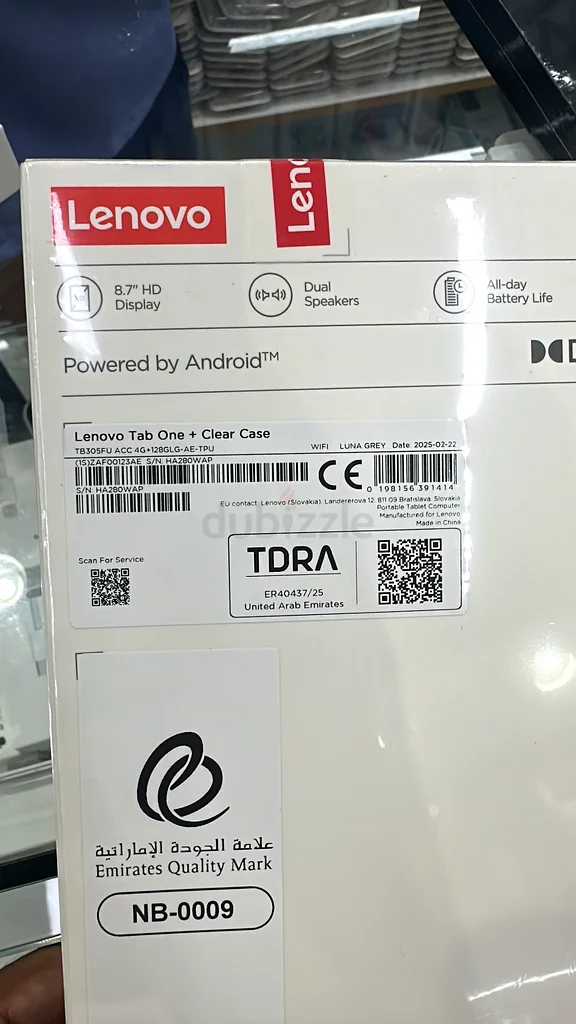 Lenovo
Leno
8.7" HD
Display
Dual
Speakers
All-day
Battery Life
Powered by Android™
Lenovo Tab One + Clear Case
TB305FU ACC 4G+128GLG-AE-TPU
WIFI LUNA GREY Date 2025-02-22
(1S)ZAF00123AE S/N HA280WAP
S/N: HA280WAP
CE
0 198156 391414
EU contact: Lenovo (Slovakia), Landererova 12, 811 09 Bratislava, Slovakia
Portable Tablet Computer
Manufactured for Lenovo
Made in China
dubizzle
Scan For Service
TDRA
ER40437/25
United Arab Emirates
علامة الجودة الإماراتية
Emirates Quality Mark
NB-0009